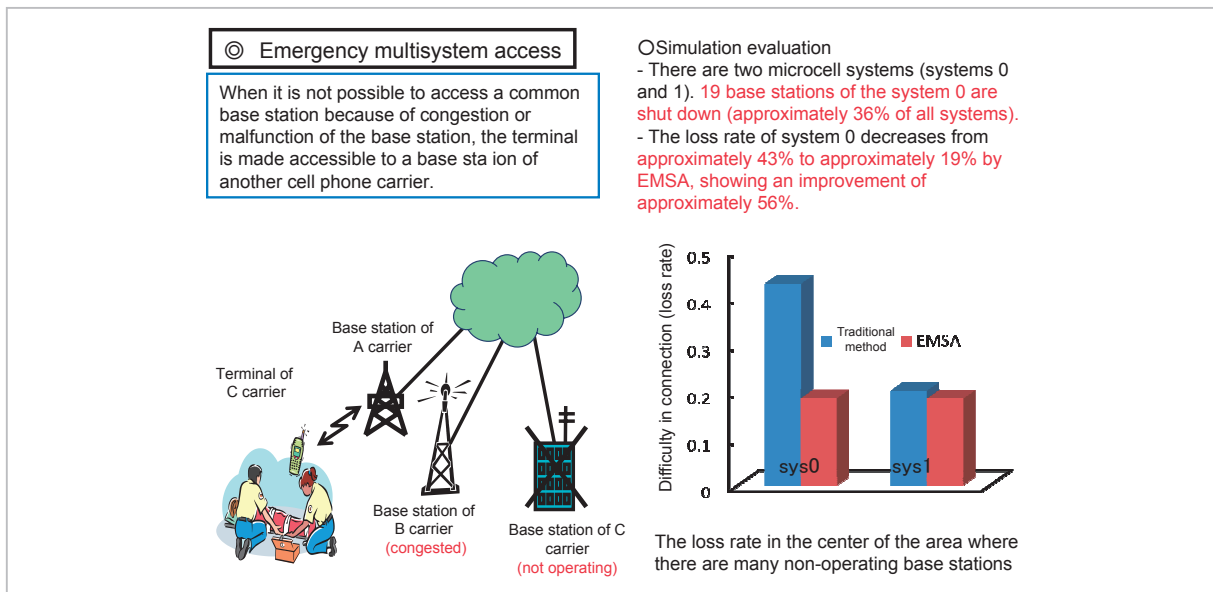 ◎ Emergency multisystem access
When it is not possible to access a common
base station because of congestion or
malfunction of the base station, the terminal
is made accessible to a base sta ion of
another cell phone carrier.
○Simulation evaluation
- There are two microcell systems (systems 0
and 1). 19 base stations of the system 0 are
shut down (approximately 36% of all systems).
- The loss rate of system 0 decreases from
approximately 43% to approximately 19% by
EMSA, showing an improvement of
approximately 56%.
Terminal of
C carrier
Base station of
A carrier
Base station of
B carrier
(congested)
Base station of C
carrier
(not operating)
Difficulty in connection (loss rate)
0.5
0.4
0.3
0.2
0.1
0
Traditional
method
EMSA
sys0
sys1
The loss rate in the center of the area where
there are many non-operating base stations